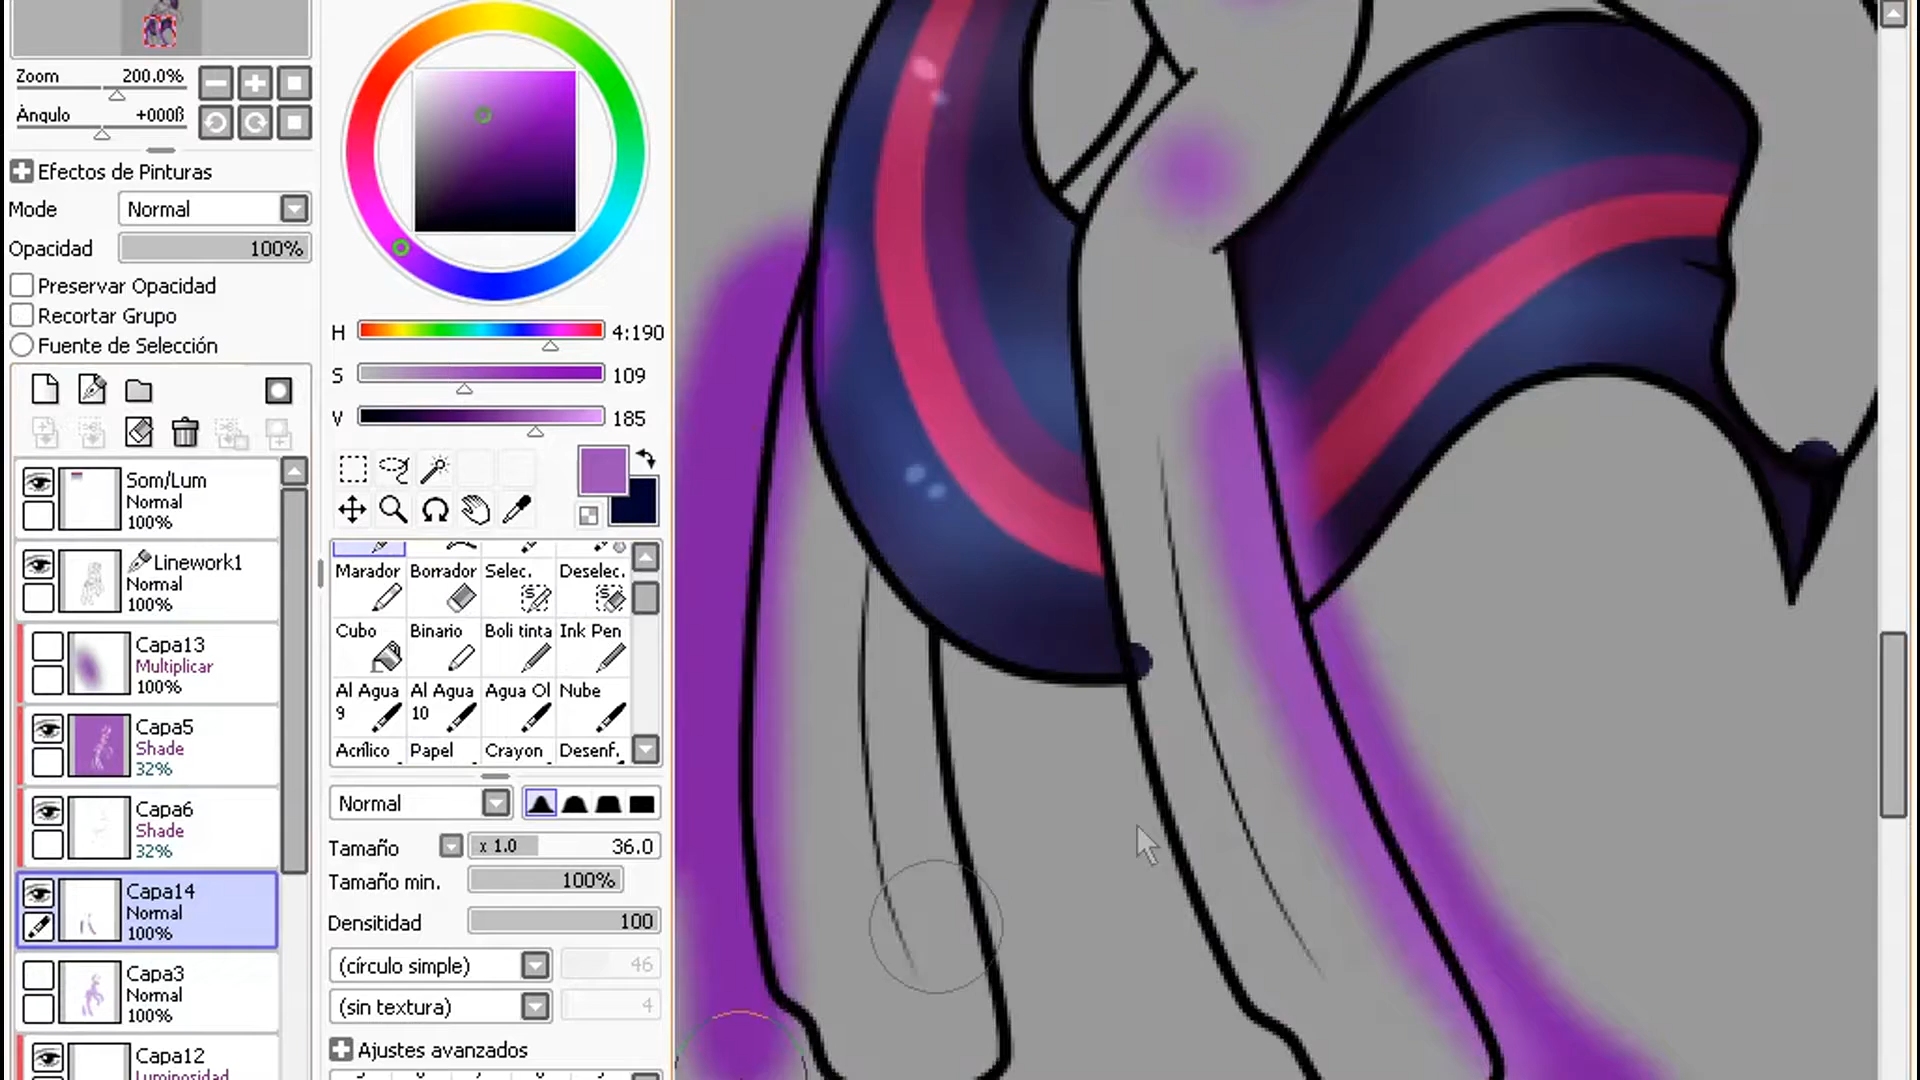 Zoom 200.0%
Àngulo +000ß
Efectos de Pinturas
Mode Normal
Opacidad 100%
Preservar Opacidad
Recortar Grupo
Fuente de Selección
Som/Lum
Normal
100%
Linework1
Normal
100%
Capa13
Multiplicar
100%
Capa5
Shade
32%
Capa6
Shade
32%
Capa14
Normal
100%
Capa3
Normal
100%
Capa12
Luminosidad
H 4:190
S 109
V 185
Marador Borrador Selec. Deselec.
Cubo Binario Boli tinta Ink Pen
Al Agua 9 Al Agua 10 Agua Ol Nube
Acrílico Papel Crayon Desenf.
Normal
Tamaño x 1.0 36.0
Tamaño min. 100%
Densitidad 100
(círculo simple) 46
(sin textura) 4
Ajustes avanzados